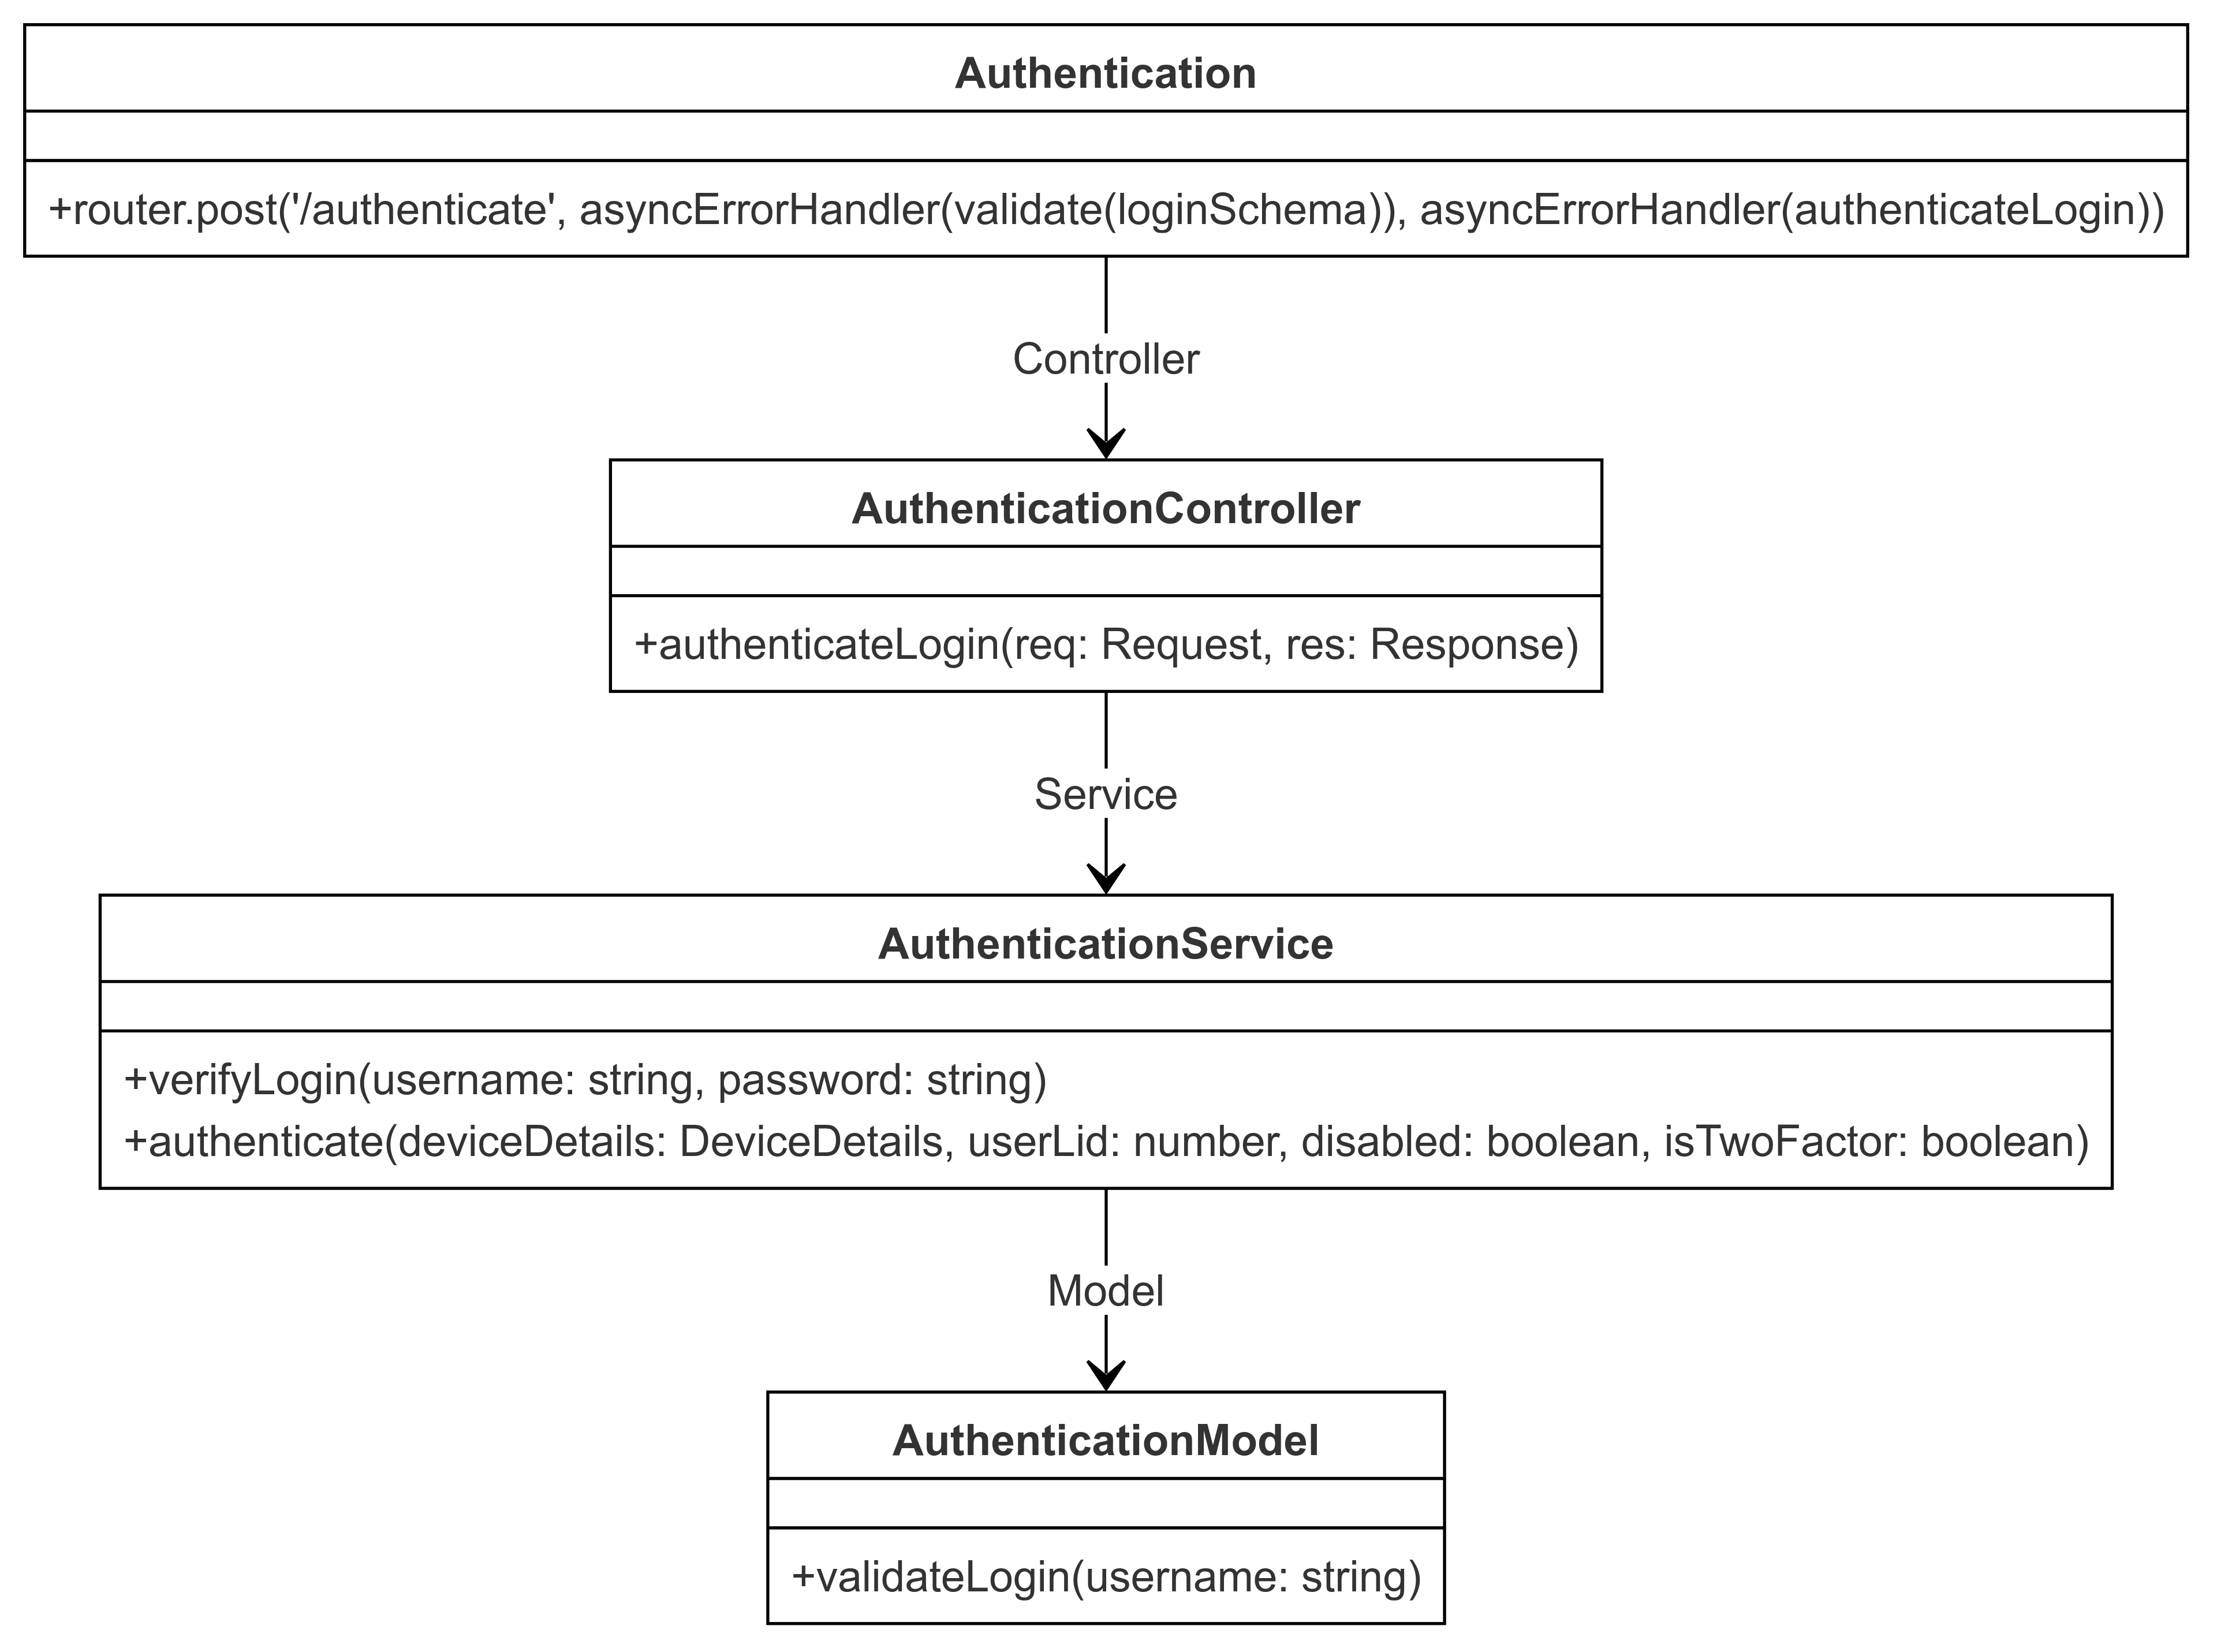 Authentication
+router.post('/authenticate', asyncErrorHandler(validate(loginSchema)), asyncErrorHandler(authenticateLogin))
Controller
AuthenticationController
+authenticateLogin(req: Request, res: Response)
Service
AuthenticationService
+verifyLogin(username: string, password: string)
+authenticate(deviceDetails: DeviceDetails, userLid: number, disabled: boolean, isTwoFactor: boolean)
Model
AuthenticationModel
+validateLogin(username: string)